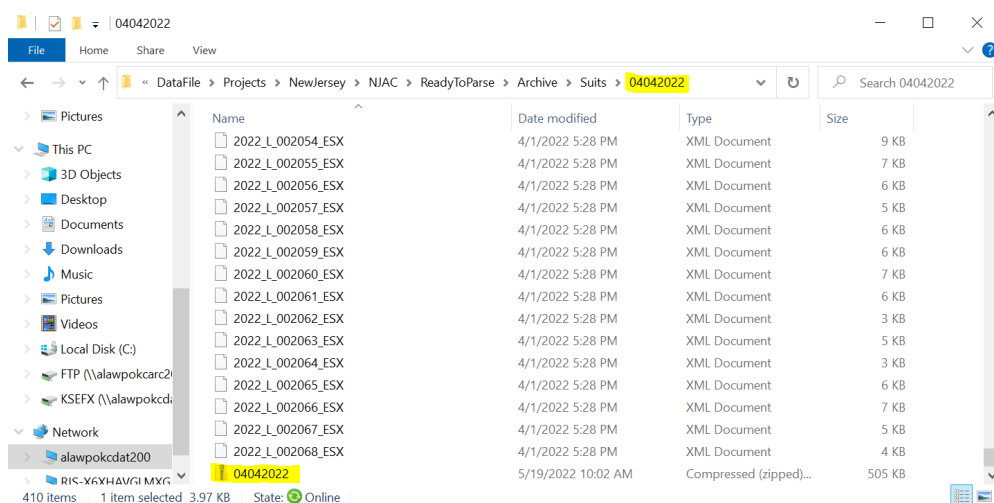 04042022
File Home Share View
« DataFile > Projects > NewJersey > NJAC > ReadyToParse > Archive > Suits > 04042022 Search 04042022
Pictures
This PC
3D Objects
Desktop
Documents
Downloads
Music
Pictures
Videos
Local Disk (C:)
FTP (\\alawpokcarc2
KSEFX (\\alawpokcd
Network
alawpokcdat200
RIS-X6XHAVGLMXG
Name Date modified Type Size
2022_L_002054_ESX 4/1/2022 5:28 PM XML Document 9 KB
2022_L_002055_ESX 4/1/2022 5:28 PM XML Document 7 KB
2022_L_002056_ESX 4/1/2022 5:28 PM XML Document 6 KB
2022_L_002057_ESX 4/1/2022 5:28 PM XML Document 5 KB
2022_L_002058_ESX 4/1/2022 5:28 PM XML Document 6 KB
2022_L_002059_ESX 4/1/2022 5:28 PM XML Document 6 KB
2022_L_002060_ESX 4/1/2022 5:28 PM XML Document 7 KB
2022_L_002061_ESX 4/1/2022 5:28 PM XML Document 6 KB
2022_L_002062_ESX 4/1/2022 5:28 PM XML Document 3 KB
2022_L_002063_ESX 4/1/2022 5:28 PM XML Document 5 KB
2022_L_002064_ESX 4/1/2022 5:28 PM XML Document 3 KB
2022_L_002065_ESX 4/1/2022 5:28 PM XML Document 6 KB
2022_L_002066_ESX 4/1/2022 5:28 PM XML Document 7 KB
2022_L_002067_ESX 4/1/2022 5:28 PM XML Document 5 KB
2022_L_002068_ESX 4/1/2022 5:28 PM XML Document 4 KB
04042022 5/19/2022 10:02 AM Compressed (zipped)... 505 KB
410 items 1 item selected 3.97 KB State: Online